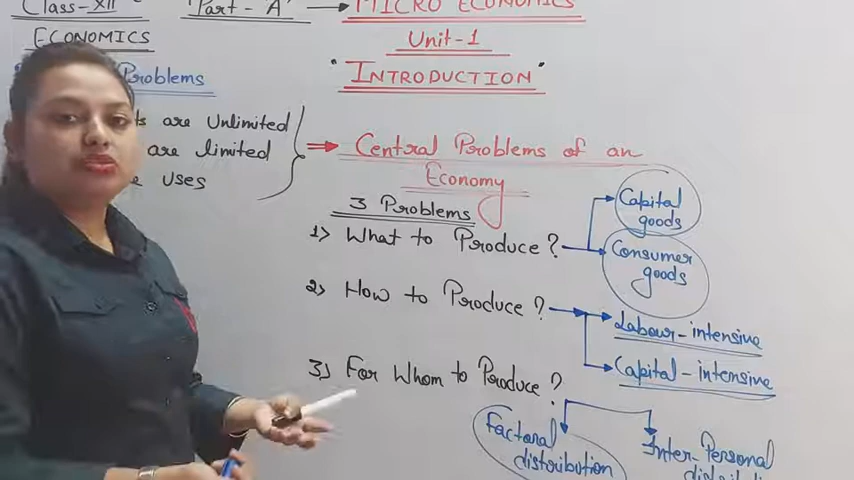 Class-XII
"Part - A"
MICRO ECONOMICS
ECONOMICS
Unit-1
"INTRODUCTION"
Problems
are Unlimited
are limited
Uses
Central Problems of an
Economy
3 Problems
1) What to Produce?
Capital
goods
Consumer
goods
2) How to Produce?
Labour-intensive
Capital-intensive
3) For Whom to Produce?
Factoral
distribution
Inter-Personal